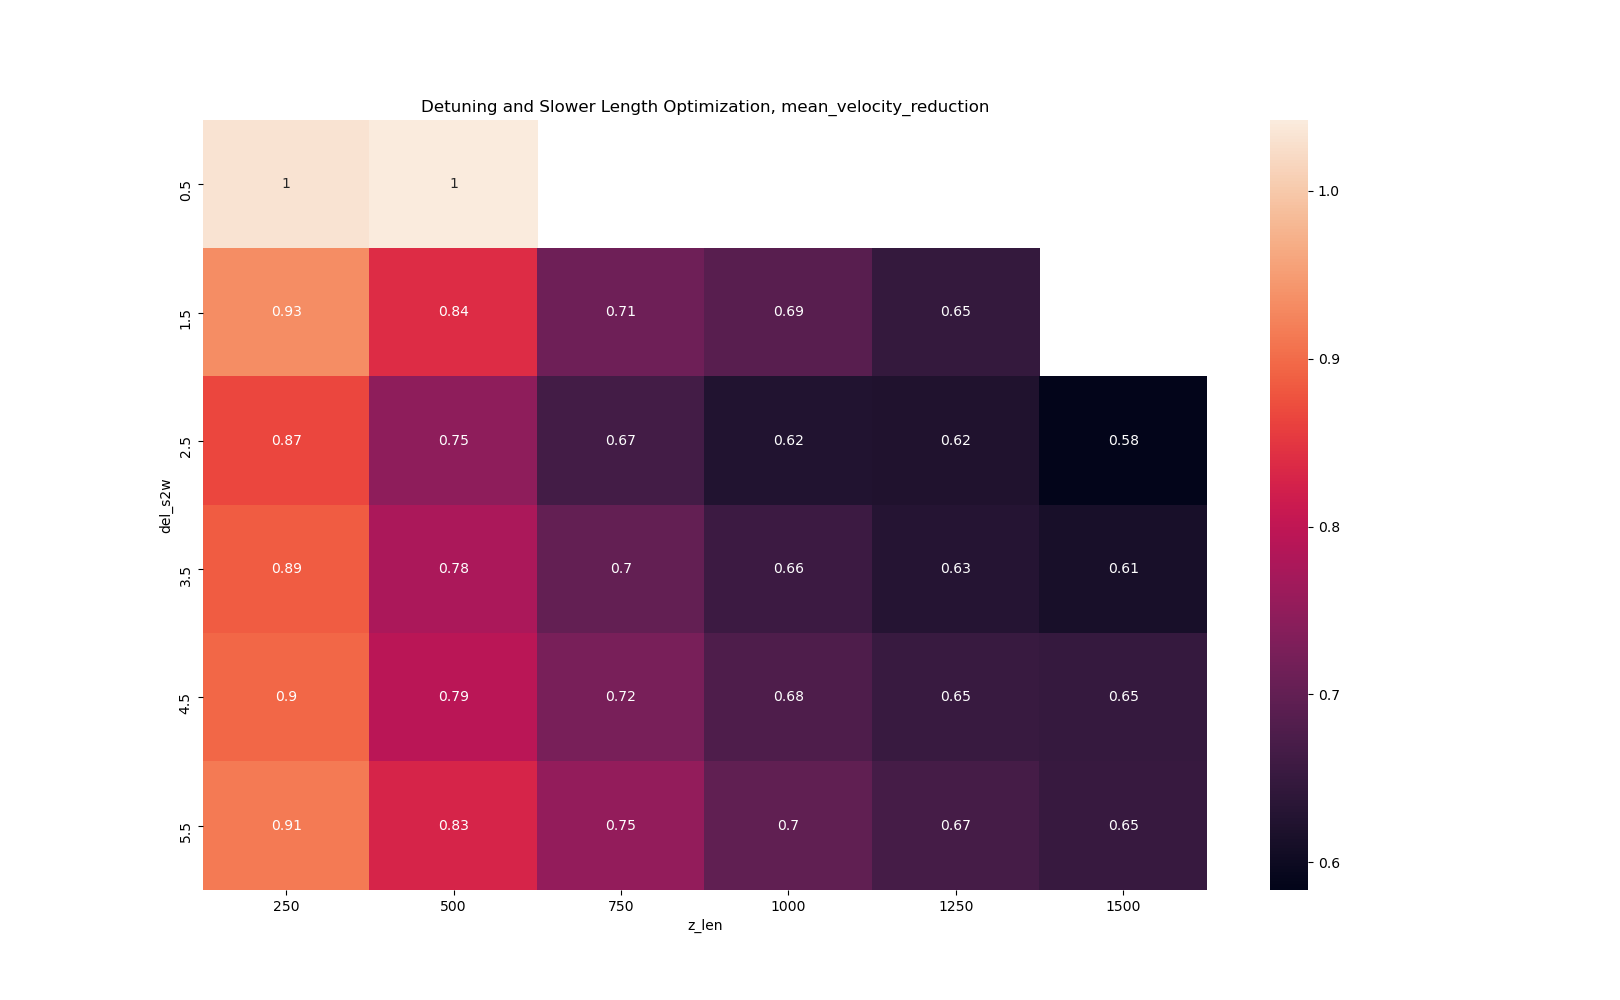 Detuning and Slower Length Optimization, mean_velocity_reduction
0.5 1 1
1.5 0.93 0.84 0.71 0.69 0.65
2.5 0.87 0.75 0.67 0.62 0.62 0.58
3.5 0.89 0.78 0.7 0.66 0.63 0.61
4.5 0.9 0.79 0.72 0.68 0.65 0.65
5.5 0.91 0.83 0.75 0.7 0.67 0.65
250 500 750 1000 1250 1500
z_len
del_s2w
1.0
0.9
0.8
0.7
0.6